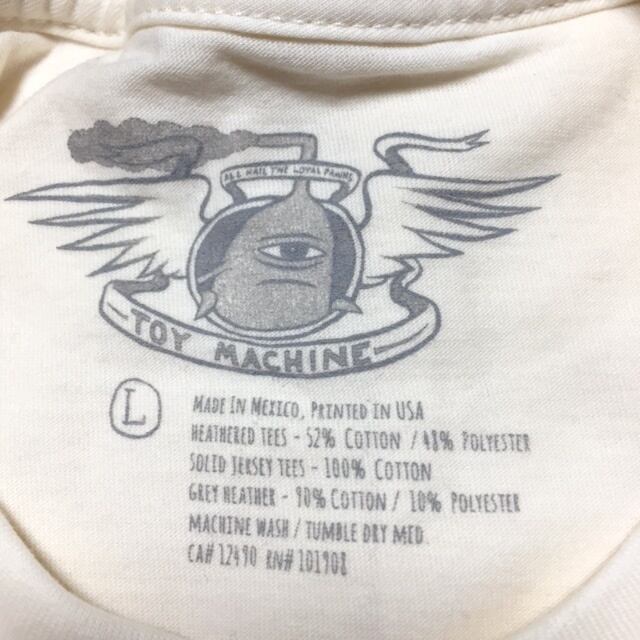 ALL HAIL THE LOYAL PAWNS
TOY MACHINE
L
MADE IN MEXICO, PRINTED IN USA
HEATHERED TEES - 52% COTTON / 48% POLYESTER
SOLID JERSEY TEES - 100% COTTON
GREY HEATHER - 90% COTTON / 10% POLYESTER
MACHINE WASH / TUMBLE DRY MED.
CA# 12490 RN# 101908